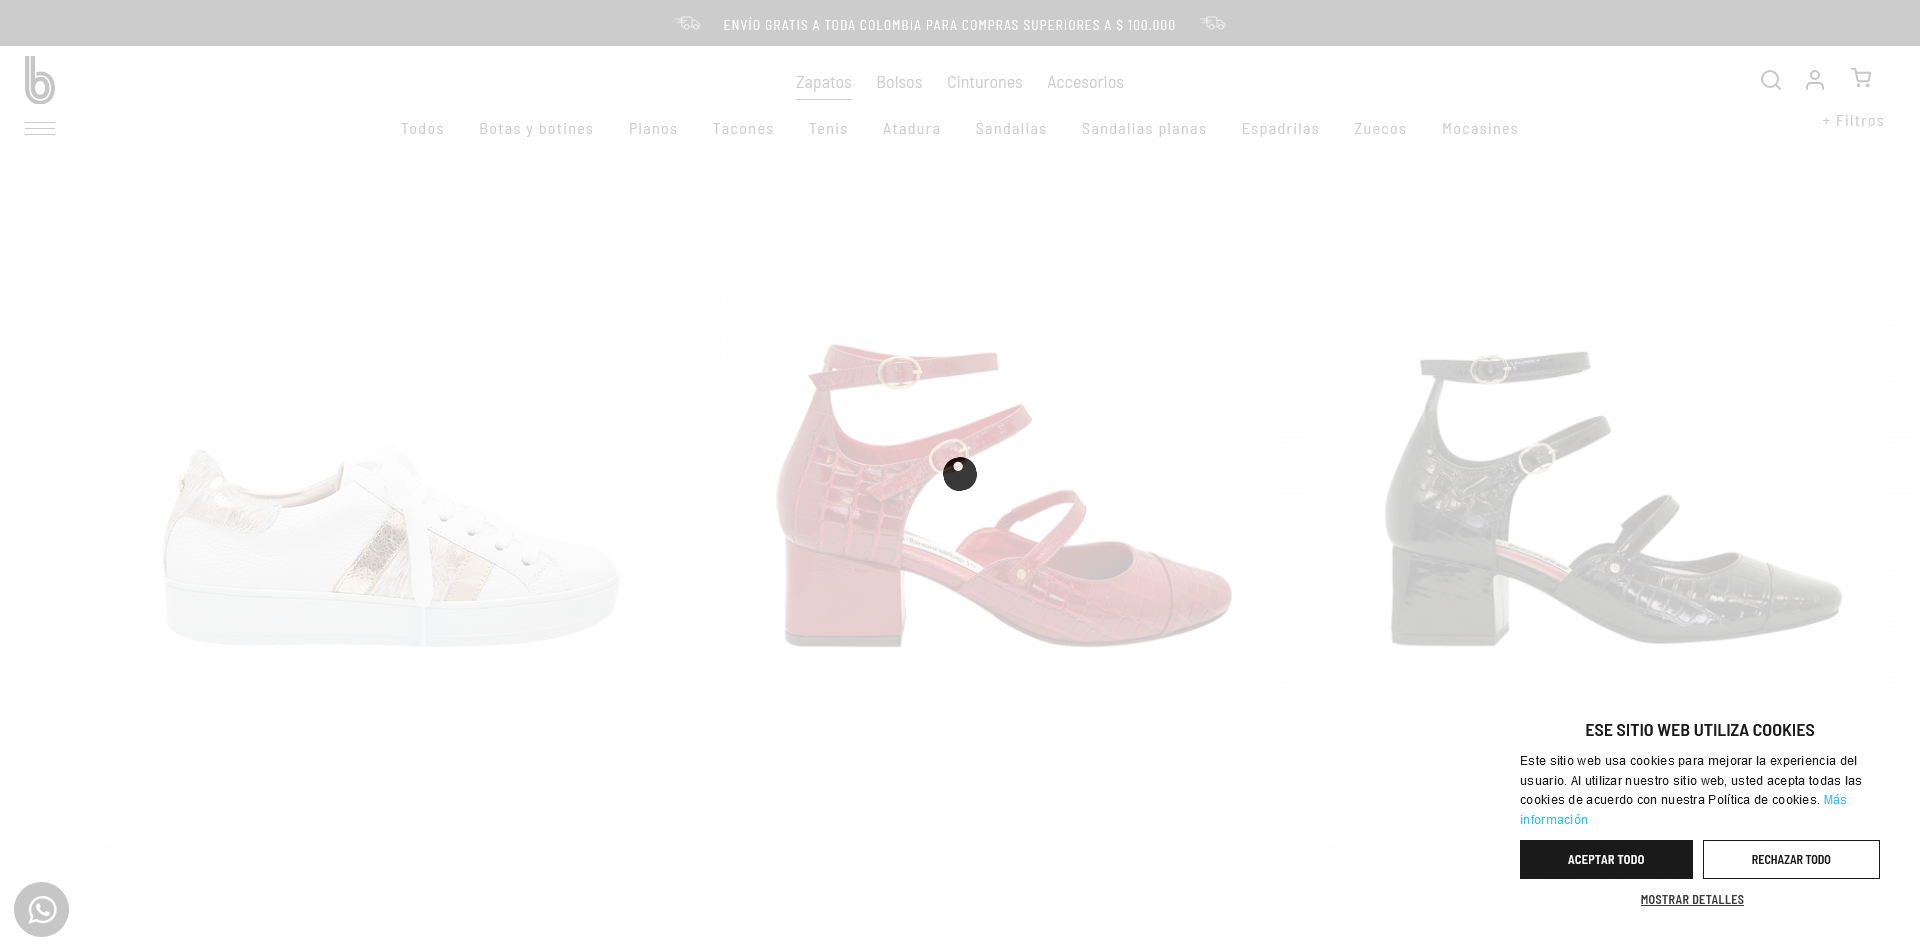 ENVÍO GRATIS A TODA COLOMBIA PARA COMPRAS SUPERIORES A $ 100.000
b
Zapatos Bolsos Cinturones Accesorios
+ Filtros
Todos Botas y botines Planos Tacones Tenis Atadura Sandalias Sandalias planas Espadrilas Zuecos Mocasines
ESE SITIO WEB UTILIZA COOKIES
Este sitio web usa cookies para mejorar la experiencia del
usuario. Al utilizar nuestro sitio web, usted acepta todas las
cookies de acuerdo con nuestra Política de cookies. Más
información
ACEPTAR TODO RECHAZAR TODO
MOSTRAR DETALLES